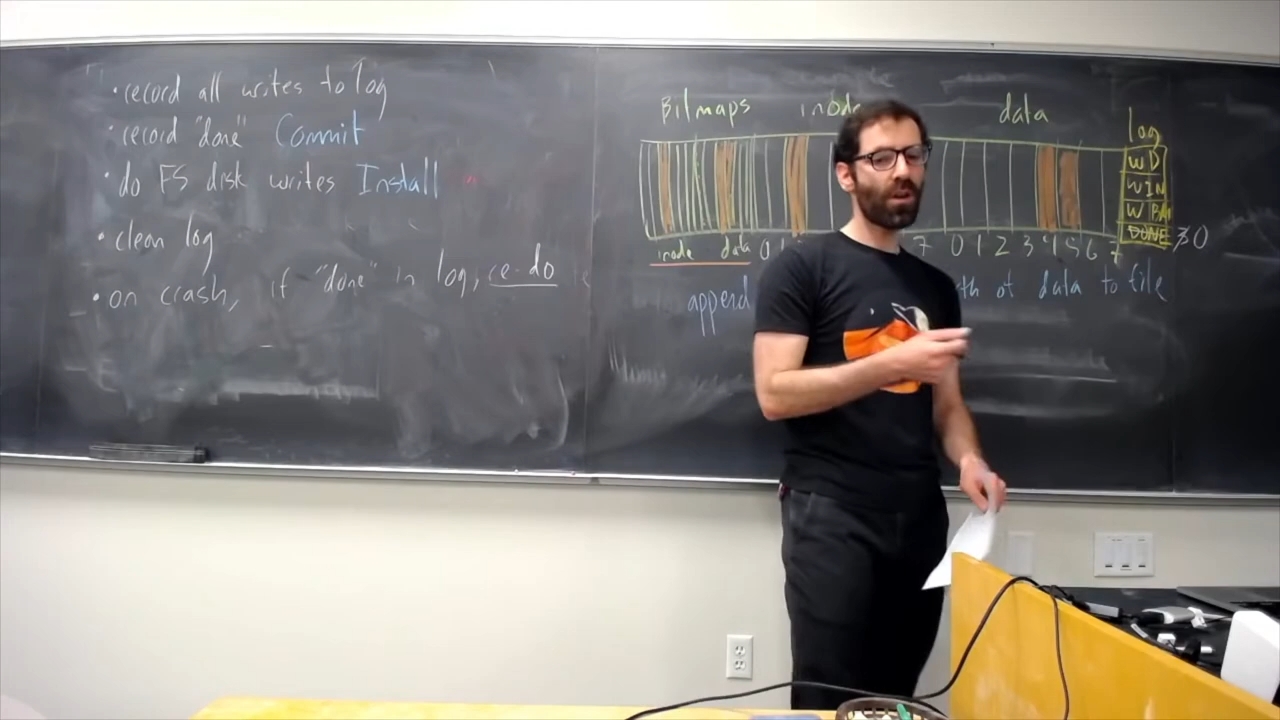 • record all writes to log
• record "done" Commit
• do FS disk writes Install
• clean log
• on crash, if "done" in log, re-do
Bitmaps inode data log
W D
W IN
W
DONE 0
inode data 0 7 0 1 2 3 4 5 6 7
append of data to file